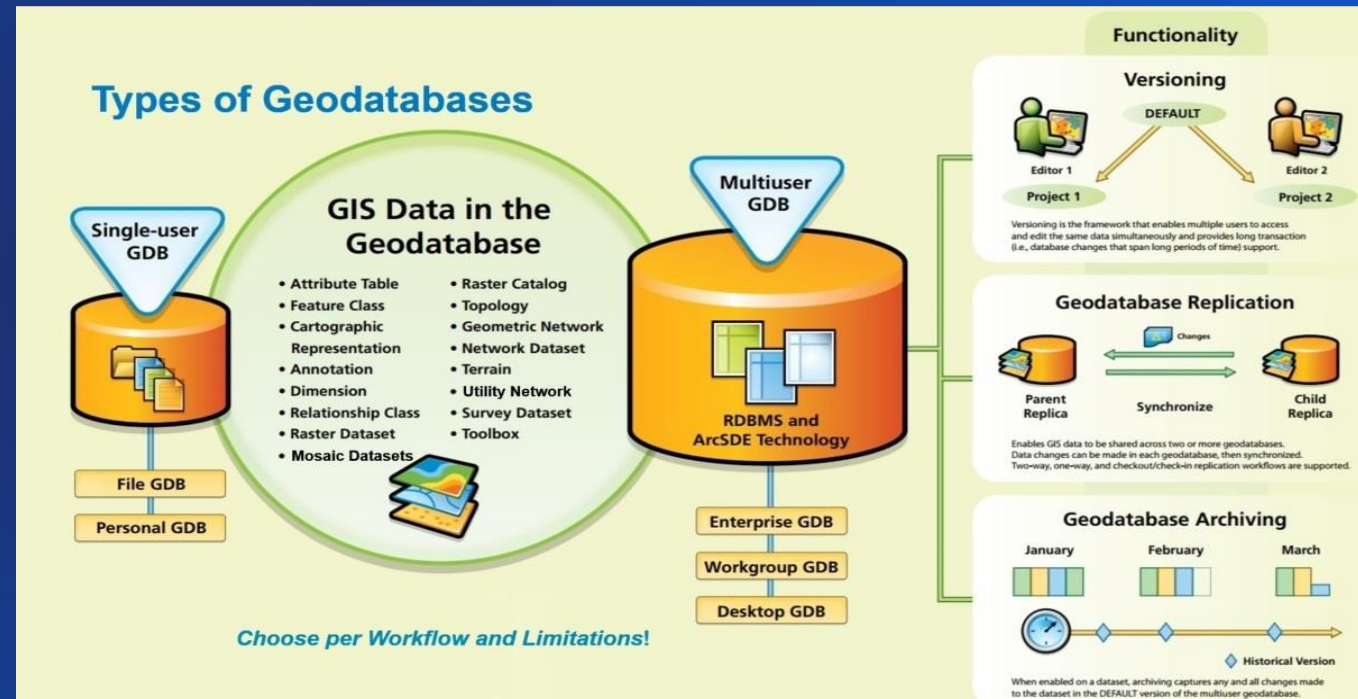 Types of Geodatabases
Single-user
GDB
File GDB
Personal GDB
GIS Data in the
Geodatabase
• Attribute Table
• Feature Class
• Cartographic
Representation
• Annotation
• Dimension
• Relationship Class
• Raster Dataset
• Mosaic Datasets
• Raster Catalog
• Topology
• Geometric Network
• Network Dataset
• Terrain
• Utility Network
• Survey Dataset
• Toolbox
Multiuser
GDB
RDBMS and
ArcSDE Technology
Enterprise GDB
Workgroup GDB
Desktop GDB
Choose per Workflow and Limitations!
Functionality
Versioning
DEFAULT
Editor 1
Editor 2
Project 1
Project 2
Versioning is the framework that enables multiple users to access
and edit the same data simultaneously and provides long transaction
(i.e., database changes that span long periods of time) support.
Geodatabase Replication
Changes
Parent
Replica
Synchronize
Child
Replica
Enables GIS data to be shared across two or more geodatabases.
Data changes can be made in each geodatabase, then synchronized.
Two-way, one-way, and checkout/check-in replication workflows are supported.
Geodatabase Archiving
January
February
March
Historical Version
When enabled on a dataset, archiving captures any and all changes made
to the dataset in the DEFAULT version of the multiuser geodatabase.